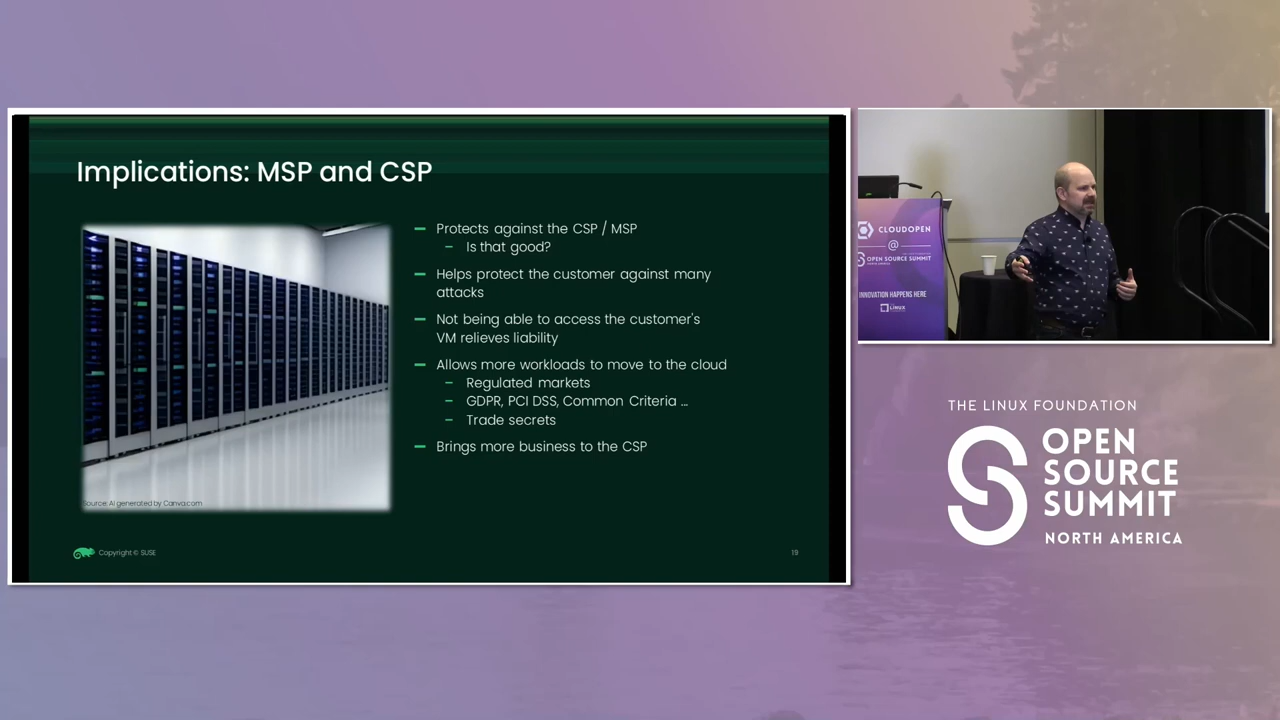 Implications: MSP and CSP
Protects against the CSP / MSP
Is that good?
Helps protect the customer against many
attacks
Not being able to access the customer's
VM relieves liability
Allows more workloads to move to the cloud
Regulated markets
GDPR, PCI DSS, Common Criteria ...
Trade secrets
Brings more business to the CSP
Source: AI generated by Canva.com
Copyright © SUSE
19
CLOUDOPEN
@
OPEN SOURCE SUMMIT
INNOVATION HAPPENS HERE
LINUX
THE LINUX FOUNDATION
OPEN
SOURCE
SUMMIT
NORTH AMERICA